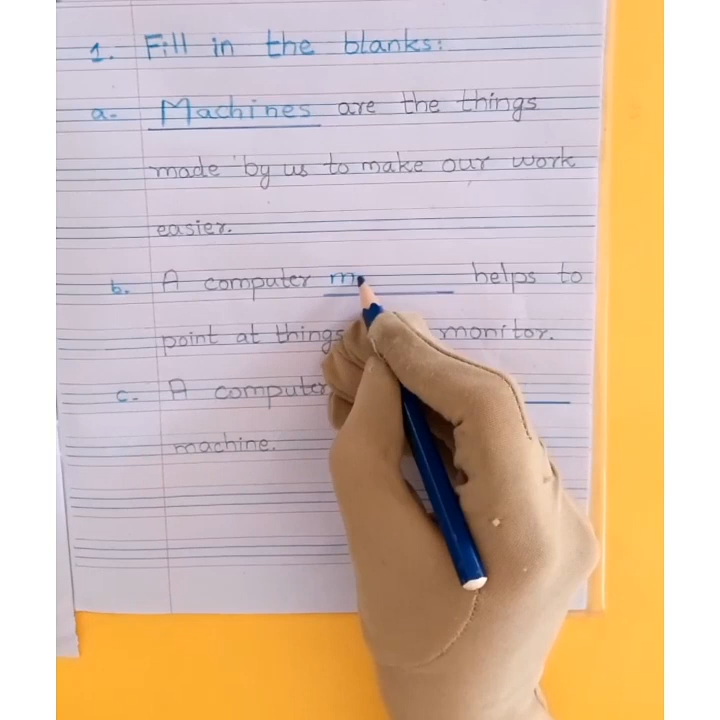 1. Fill in the blanks:
a- Machines are the things
made by us to make our work
easier.
b. A computer m helps to
point at things monitor.
c- A computer
machine.